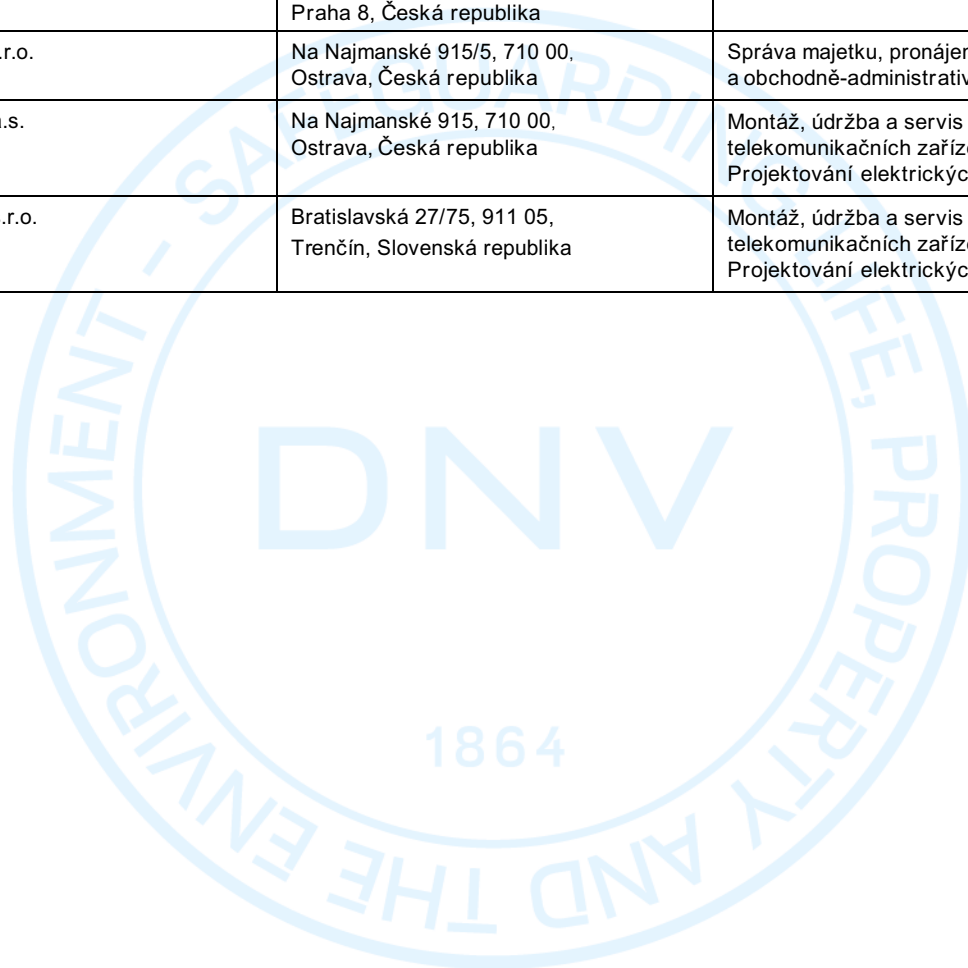 Praha 8, Česká republika
.r.o.
Na Najmanské 915/5, 710 00,
Ostrava, Česká republika
Správa majetku, pronájem
a obchodně-administrativ
a.s.
Na Najmanské 915, 710 00,
Ostrava, Česká republika
Montáž, údržba a servis
telekomunikačních zaříze
Projektování elektrickýc
.r.o.
Bratislavská 27/75, 911 05,
Trenčín, Slovenská republika
Montáž, údržba a servis
telekomunikačních zaříze
Projektování elektrickýc
SAFEGUARDING LIFE, PROPERTY AND THE ENVIRONMENT -
DNV
1864